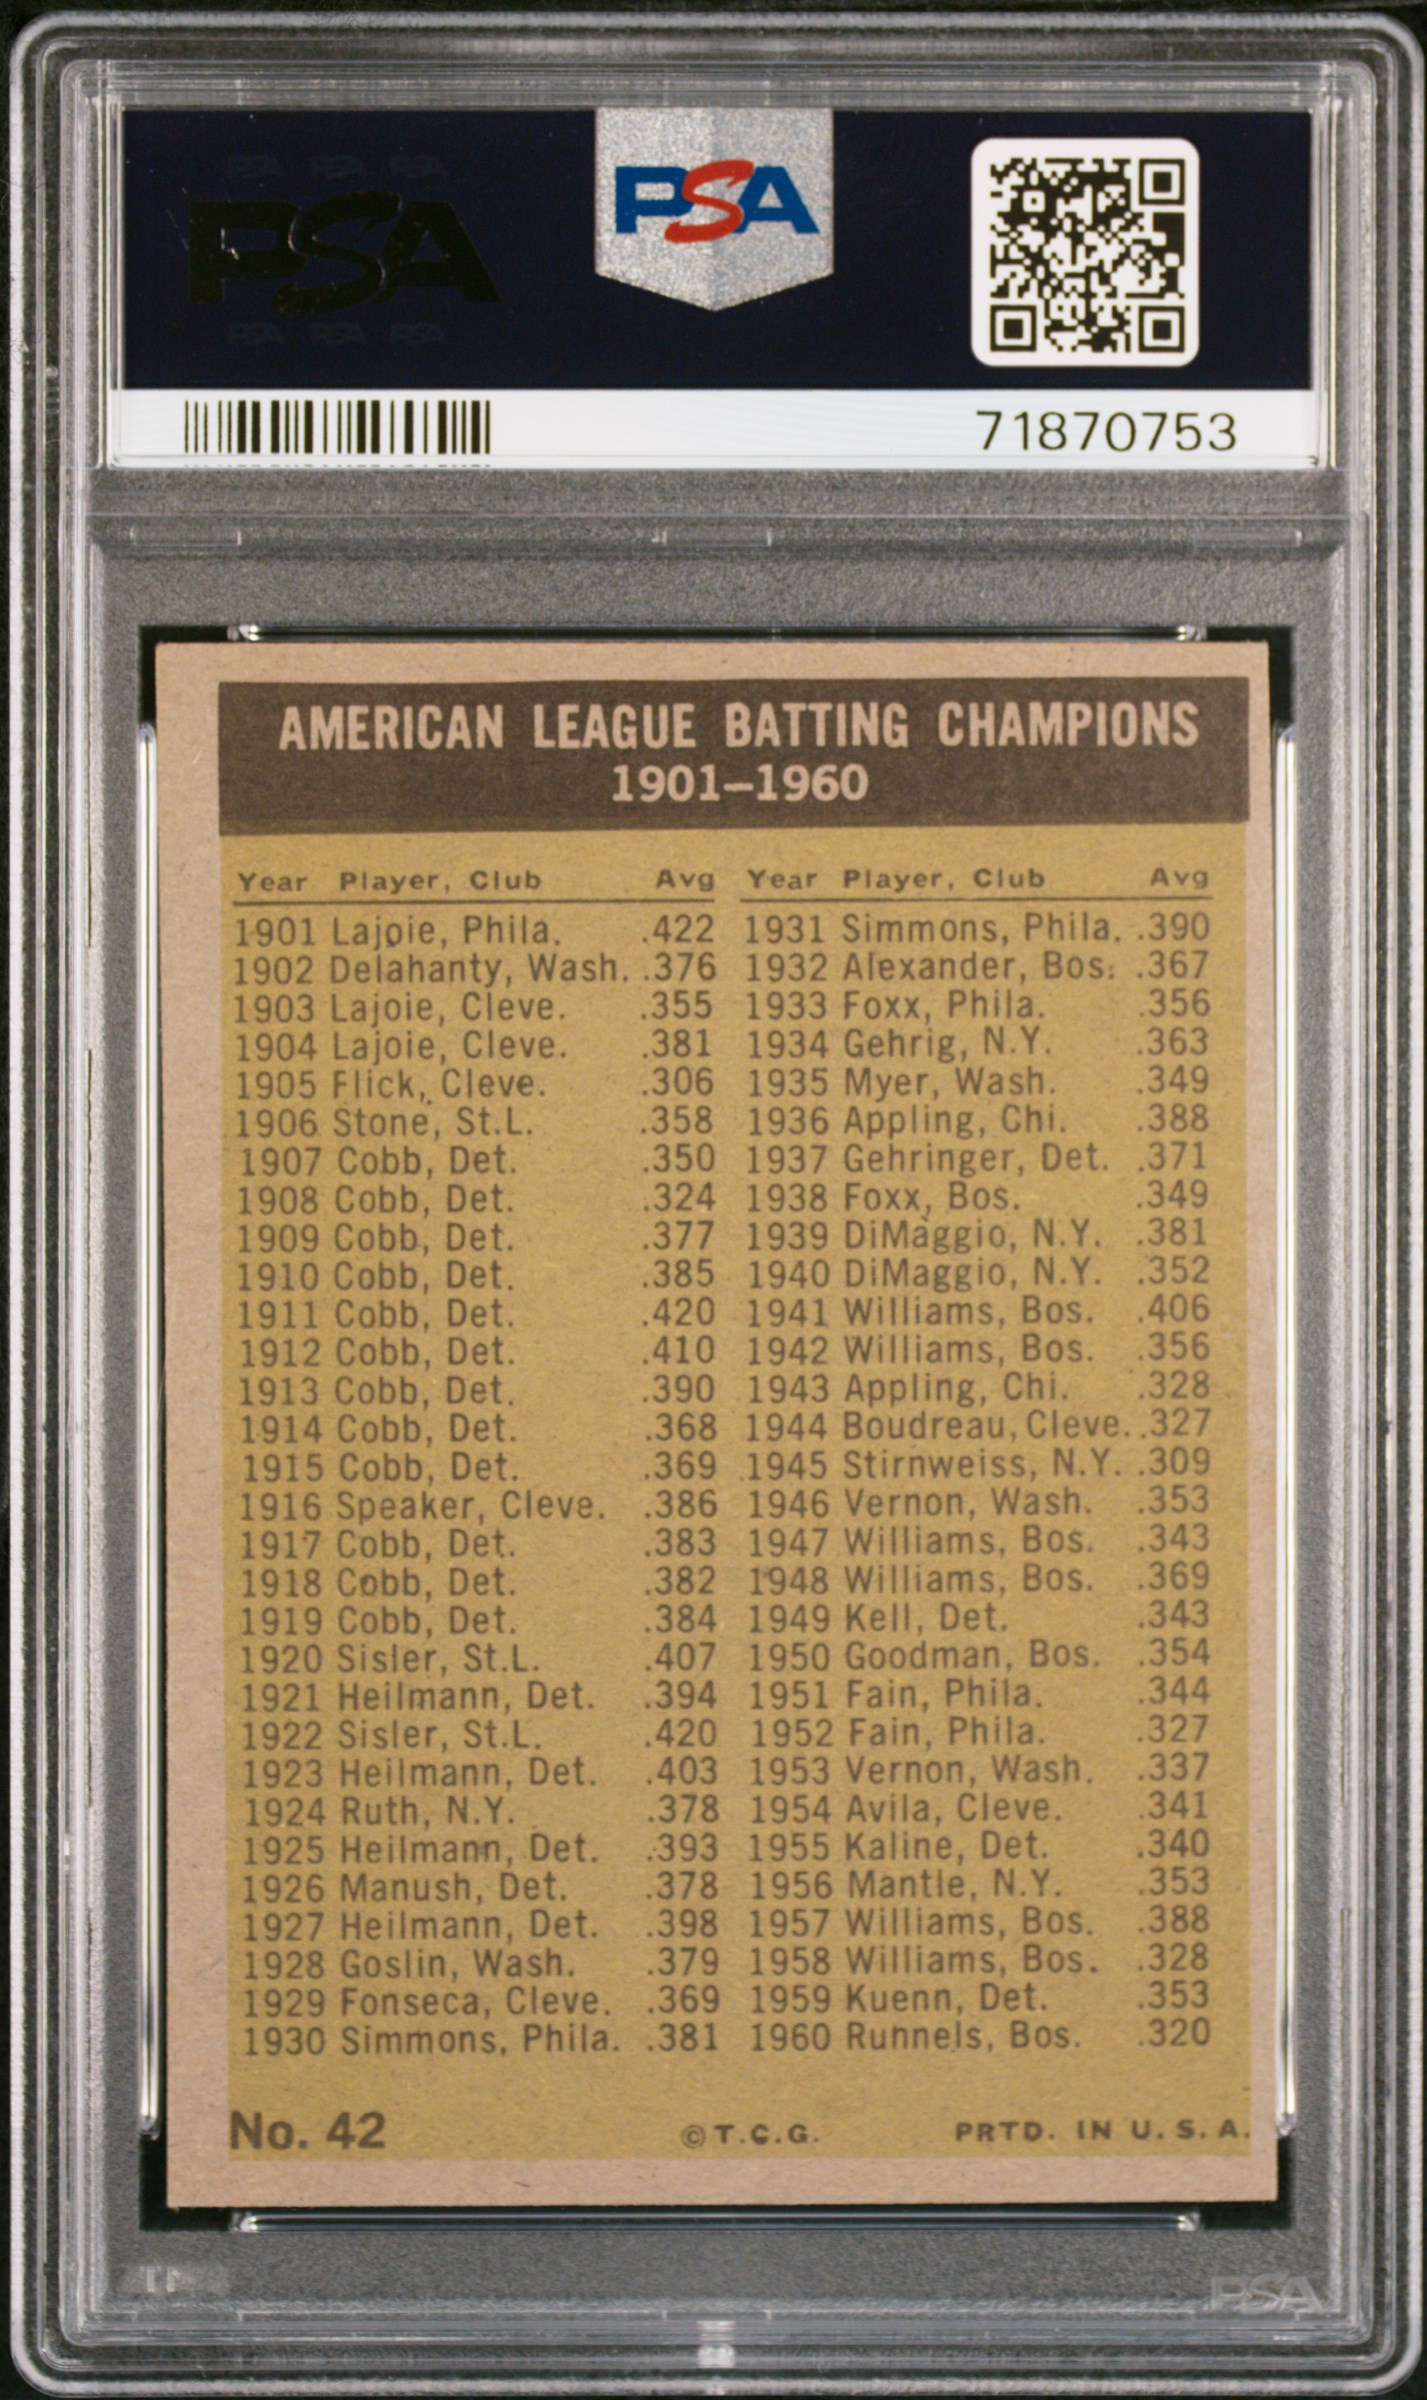 PSA PSA PSA
PSA
PSA PSA PSA
PSA
71870753
AMERICAN LEAGUE BATTING CHAMPIONS
1901–1960
Year Player, Club Avg Year Player, Club Avg
1901 Lajoie, Phila. .422 1931 Simmons, Phila. .390
1902 Delahanty, Wash. .376 1932 Alexander, Bos. .367
1903 Lajoie, Cleve. .355 1933 Foxx, Phila. .356
1904 Lajoie, Cleve. .381 1934 Gehrig, N.Y. .363
1905 Flick, Cleve. .306 1935 Myer, Wash. .349
1906 Stone, St.L. .358 1936 Appling, Chi. .388
1907 Cobb, Det. .350 1937 Gehringer, Det. .371
1908 Cobb, Det. .324 1938 Foxx, Bos. .349
1909 Cobb, Det. .377 1939 DiMaggio, N.Y. .381
1910 Cobb, Det. .385 1940 DiMaggio, N.Y. .352
1911 Cobb, Det. .420 1941 Williams, Bos. .406
1912 Cobb, Det. .410 1942 Williams, Bos. .356
1913 Cobb, Det. .390 1943 Appling, Chi. .328
1914 Cobb, Det. .368 1944 Boudreau, Cleve. .327
1915 Cobb, Det. .369 1945 Stirnweiss, N.Y. .309
1916 Speaker, Cleve. .386 1946 Vernon, Wash. .353
1917 Cobb, Det. .383 1947 Williams, Bos. .343
1918 Cobb, Det. .382 1948 Williams, Bos. .369
1919 Cobb, Det. .384 1949 Kell, Det. .343
1920 Sisler, St.L. .407 1950 Goodman, Bos. .354
1921 Heilmann, Det. .394 1951 Fain, Phila. .344
1922 Sisler, St.L. .420 1952 Fain, Phila. .327
1923 Heilmann, Det. .403 1953 Vernon, Wash. .337
1924 Ruth, N.Y. .378 1954 Avila, Cleve. .341
1925 Heilmann, Det. .393 1955 Kaline, Det. .340
1926 Manush, Det. .378 1956 Mantle, N.Y. .353
1927 Heilmann, Det. .398 1957 Williams, Bos. .388
1928 Goslin, Wash. .379 1958 Williams, Bos. .328
1929 Fonseca, Cleve. .369 1959 Kuenn, Det. .353
1930 Simmons, Phila. .381 1960 Runnels, Bos. .320
No. 42 © T.C.G. PRTD. IN U.S.A.
PSA